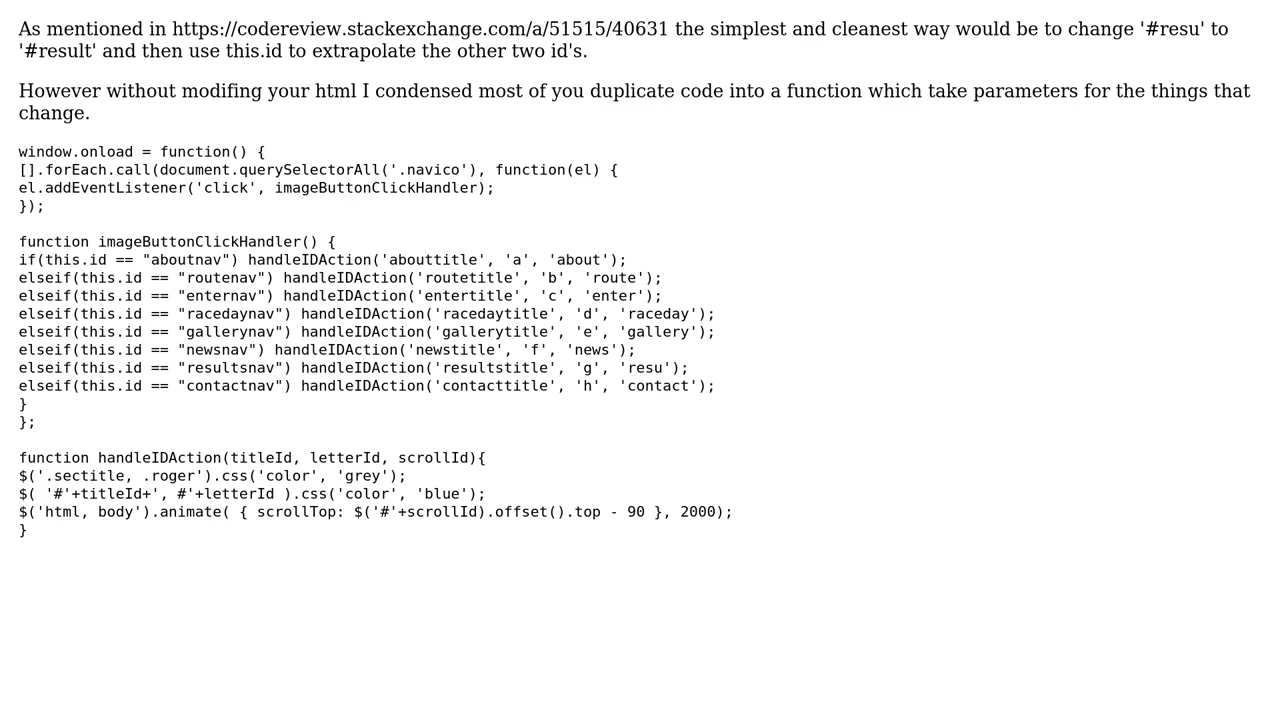 As mentioned in https://codereview.stackexchange.com/a/51515/40631 the simplest and cleanest way would be to change '#resu' to
'#result' and then use this.id to extrapolate the other two id's.
However without modifing your html I condensed most of you duplicate code into a function which take parameters for the things that
change.
window.onload = function() {
[].forEach.call(document.querySelectorAll('.navico'), function(el) {
el.addEventListener('click', imageButtonClickHandler);
});
function imageButtonClickHandler() {
if(this.id == "aboutnav") handleIDAction('abouttitle', 'a', 'about');
elseif(this.id == "routenav") handleIDAction('routetitle', 'b', 'route');
elseif(this.id == "enternav") handleIDAction('entertitle', 'c', 'enter');
elseif(this.id == "racedaynav") handleIDAction('racedaytitle', 'd', 'raceday');
elseif(this.id == "gallerynav") handleIDAction('gallerytitle', 'e', 'gallery');
elseif(this.id == "newsnav") handleIDAction('newstitle', 'f', 'news');
elseif(this.id == "resultsnav") handleIDAction('resultstitle', 'g', 'resu');
elseif(this.id == "contactnav") handleIDAction('contacttitle', 'h', 'contact');
}
};
function handleIDAction(titleId, letterId, scrollId){
$('.sectitle, .roger').css('color', 'grey');
$( '#'+titleId+', #'+letterId ).css('color', 'blue');
$('html, body').animate( { scrollTop: $('#'+scrollId).offset().top - 90 }, 2000);
}